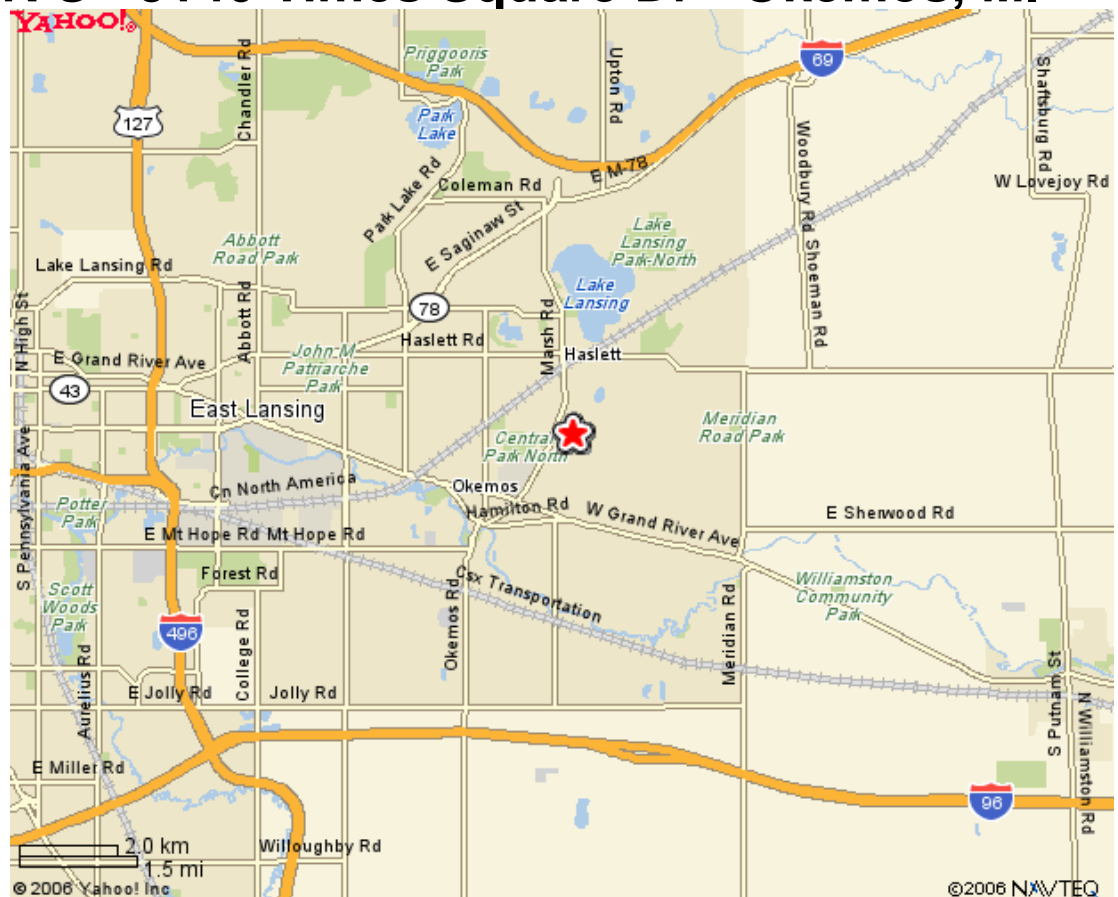 Times Square Dr
Okemos, MI
YAHOO!®
Priggooris
Park
69
Upton Rd
Shaftsburg Rd
Chandler Rd
127
Park
Lake
Woodbury Rd
E M-78
Park Lake Rd
Coleman Rd
W Lovejoy Rd
E Saginaw St
Lake
Lansing
Park-North
Abbott
Road Park
Lake Lansing Rd
Lake
Lansing
Shoeman Rd
N High St
Abbott Rd
78
Marsh Rd
Haslett Rd
Haslett
E Grand River Ave
John M
Patriarche
Park
43
East Lansing
Meridian
Road Park
Central
Park North
S Pennsylvania Ave
Cn North America
Okemos
Potter
Park
Hamilton Rd
W Grand River Ave
E Sherwood Rd
E Mt Hope Rd
Mt Hope Rd
Forest Rd
Csx Transportation
Williamston
Community
Park
Scott
Woods
Park
Okemos Rd
Meridian Rd
496
College Rd
Aurelius Rd
E Jolly Rd
Jolly Rd
S Putnam St
N Williamston Rd
E Miller Rd
96
2.0 km
1.5 mi
Willoughby Rd
© 2006 Yahoo! Inc
©2006 NAVTEQ